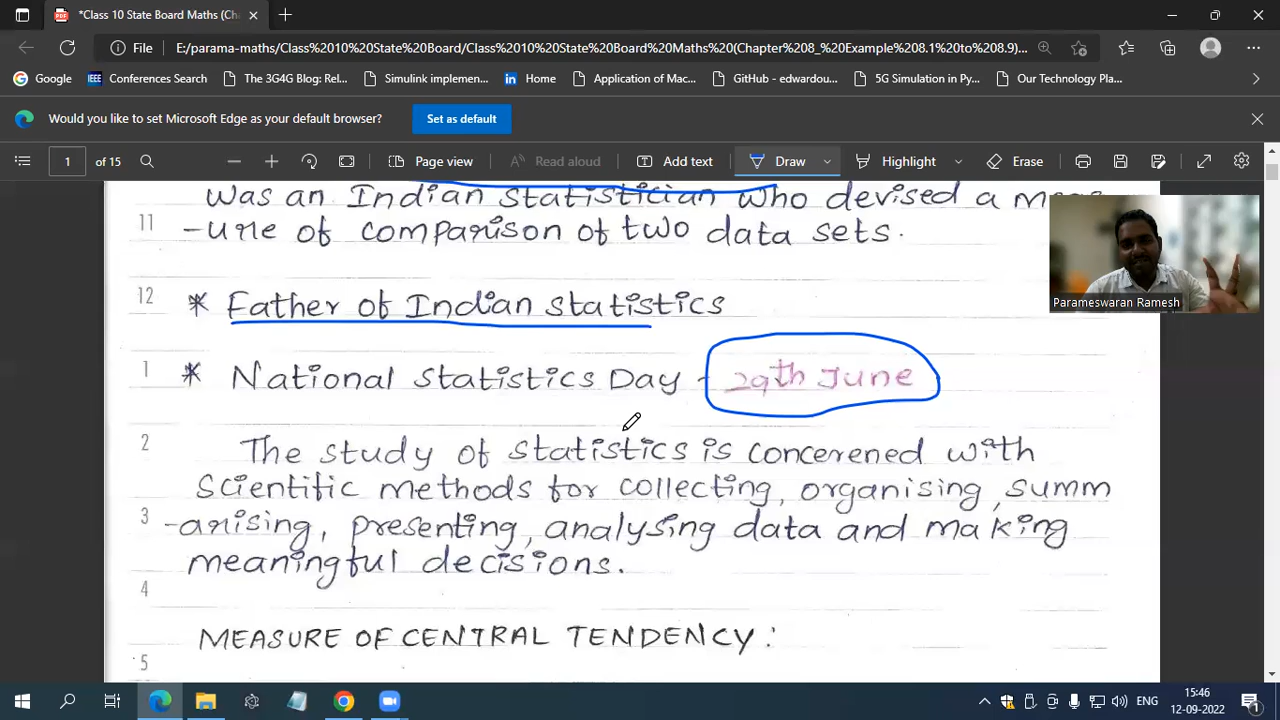 *Class 10 State Board Maths (Cha
File
E:/parama-maths/Class%2010%20State%20Board/Class%2010%20State%20Board%20Maths%20(Chapter%208_%20Example%208.1%20to%208.9)...
Google
IEEE Conferences Search
The 3G4G Blog: Rel...
Simulink implemen...
in Home
Application of Mac...
GitHub - edwardou...
5G Simulation in Py...
Our Technology Pla...
Would you like to set Microsoft Edge as your default browser?
Set as default
1 of 15
Page view
Read aloud
Add text
Draw
Highlight
Erase
was an Indian statistician who devised a meas
11 -ure of comparison of two data sets.
Parameswaran Ramesh
12 * Father of Indian statistics
1 * National statistics Day - 29th June
2 The study of statistics is concerened with
scientific methods for collecting, organising, summ
3 -arising, presenting, analysing data and making
meaningful decisions.
4
MEASURE OF CENTRAL TENDENCY:
5
ENG
15:46
12-09-2022
1